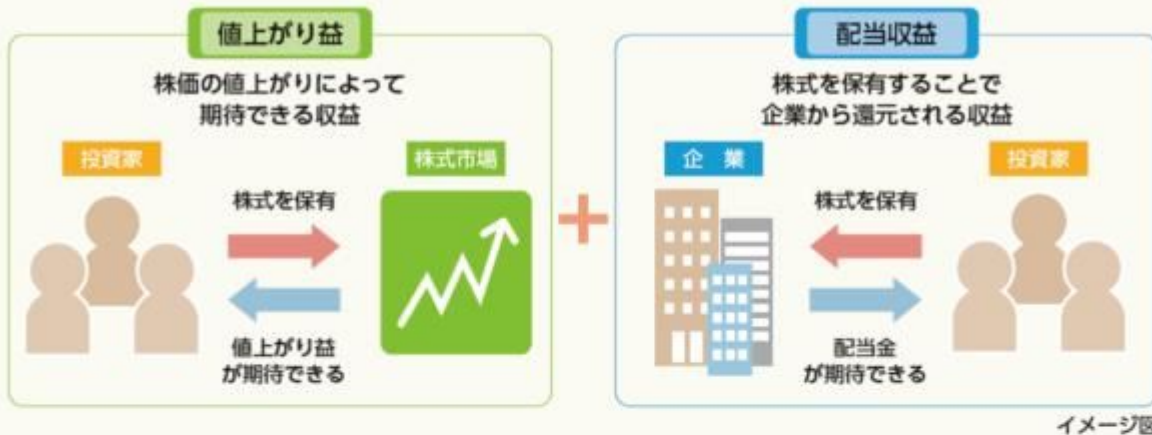 値上がり益
株価の値上がりによって
期待できる収益
投資家
株式市場
株式を保有
値上がり益
が期待できる
+
配当収益
株式を保有することで
企業から還元される収益
企 業
投資家
株式を保有
配当金
が期待できる
イメージ図